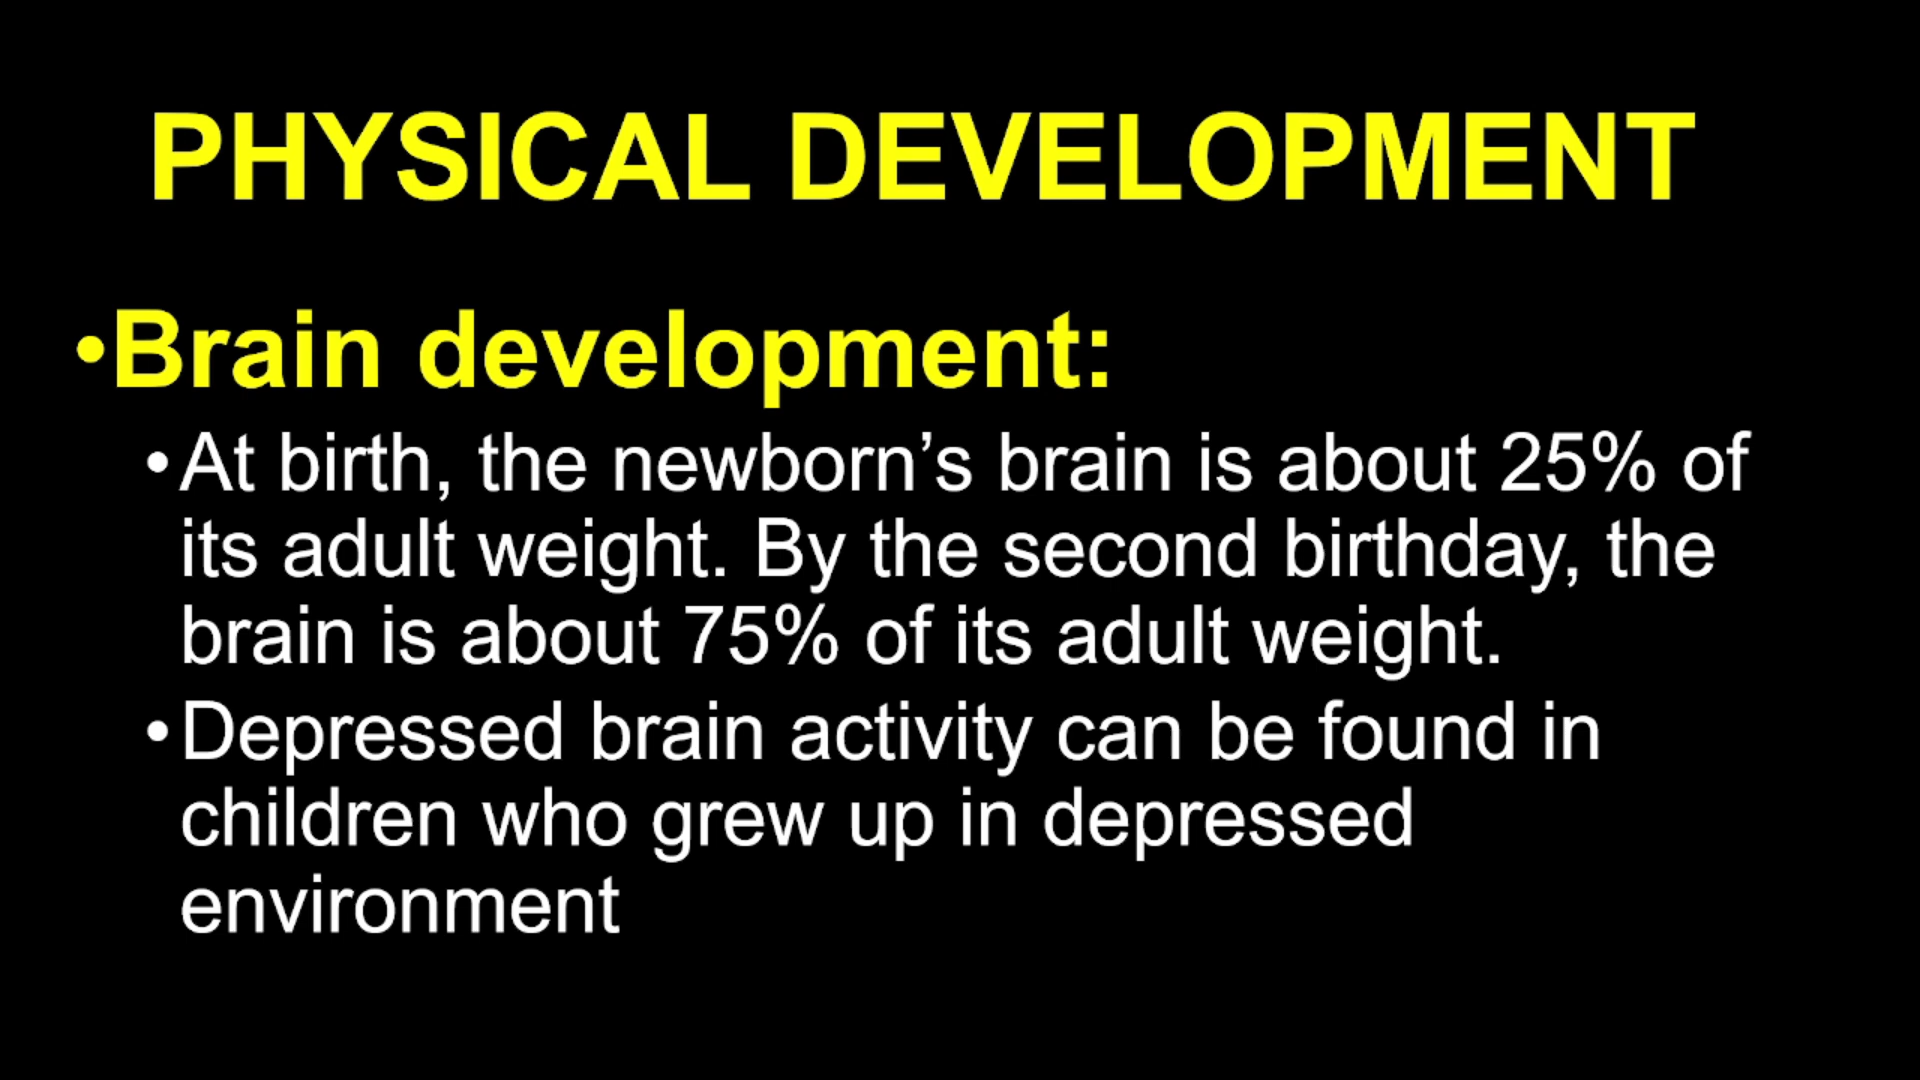 PHYSICAL DEVELOPMENT
•Brain development:
•At birth, the newborn’s brain is about 25% of
its adult weight. By the second birthday, the
brain is about 75% of its adult weight.
•Depressed brain activity can be found in
children who grew up in depressed
environment